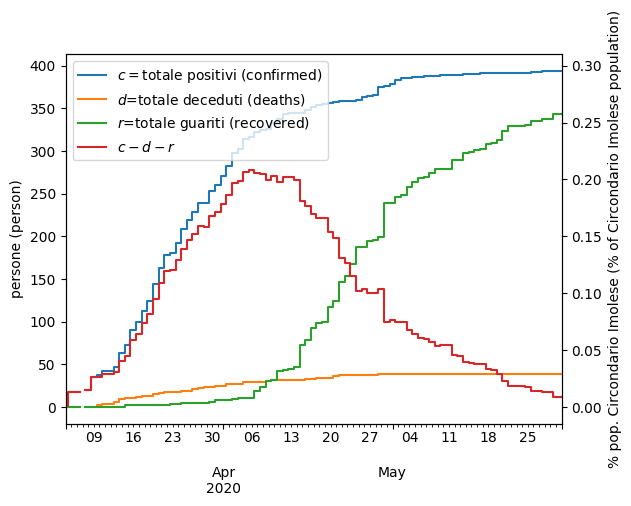 c = totale positivi (confirmed)
d=totale deceduti (deaths)
r=totale guariti (recovered)
c − d − r
persone (person)
400
350
300
250
200
150
100
50
0
0.30
0.25
0.20
0.15
0.10
0.05
0.00
% pop. Circondario Imolese (% of Circondario Imolese population)
09 16 23 30 06 13 20 27 04 11 18 25
Apr May
2020